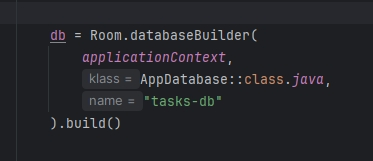 db = Room.databaseBuilder(
applicationContext,
klass = AppDatabase::class.java,
name = "tasks-db"
).build()